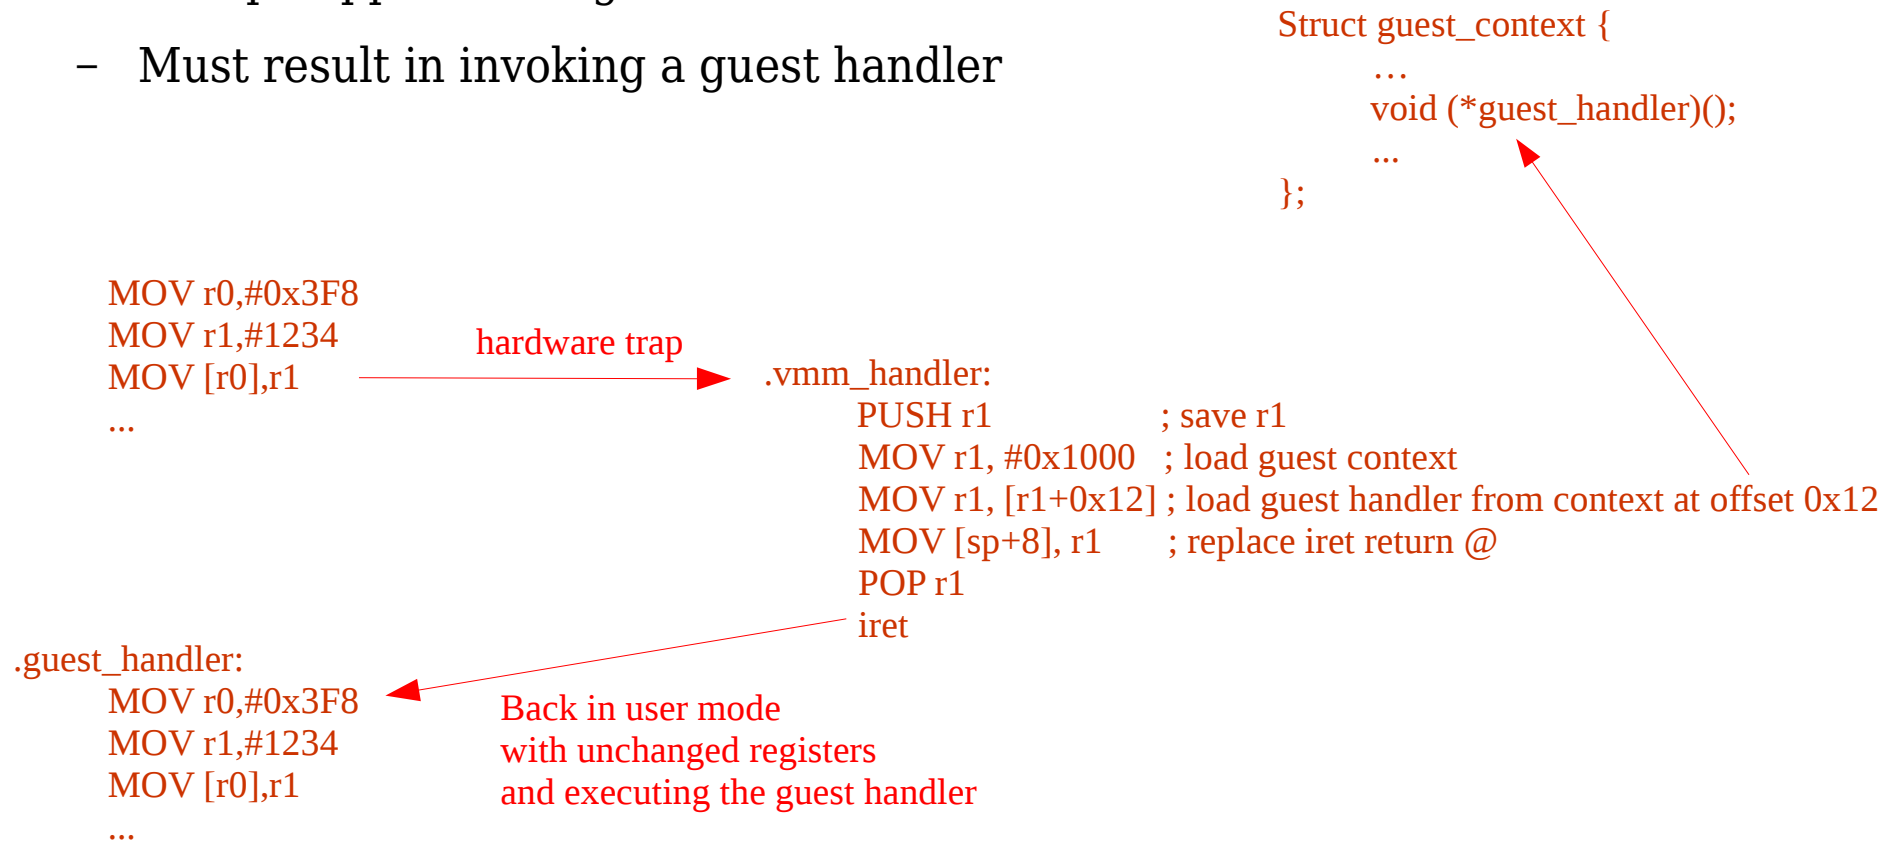 – Must result in invoking a guest handler
Struct guest_context {
…
void (*guest_handler)();
...
};
MOV r0,#0x3F8
MOV r1,#1234
MOV [r0],r1
...
hardware trap
.vmm_handler:
PUSH r1 ; save r1
MOV r1, #0x1000 ; load guest context
MOV r1, [r1+0x12] ; load guest handler from context at offset 0x12
MOV [sp+8], r1 ; replace iret return @
POP r1
iret
.guest_handler:
MOV r0,#0x3F8
MOV r1,#1234
MOV [r0],r1
...
Back in user mode
with unchanged registers
and executing the guest handler